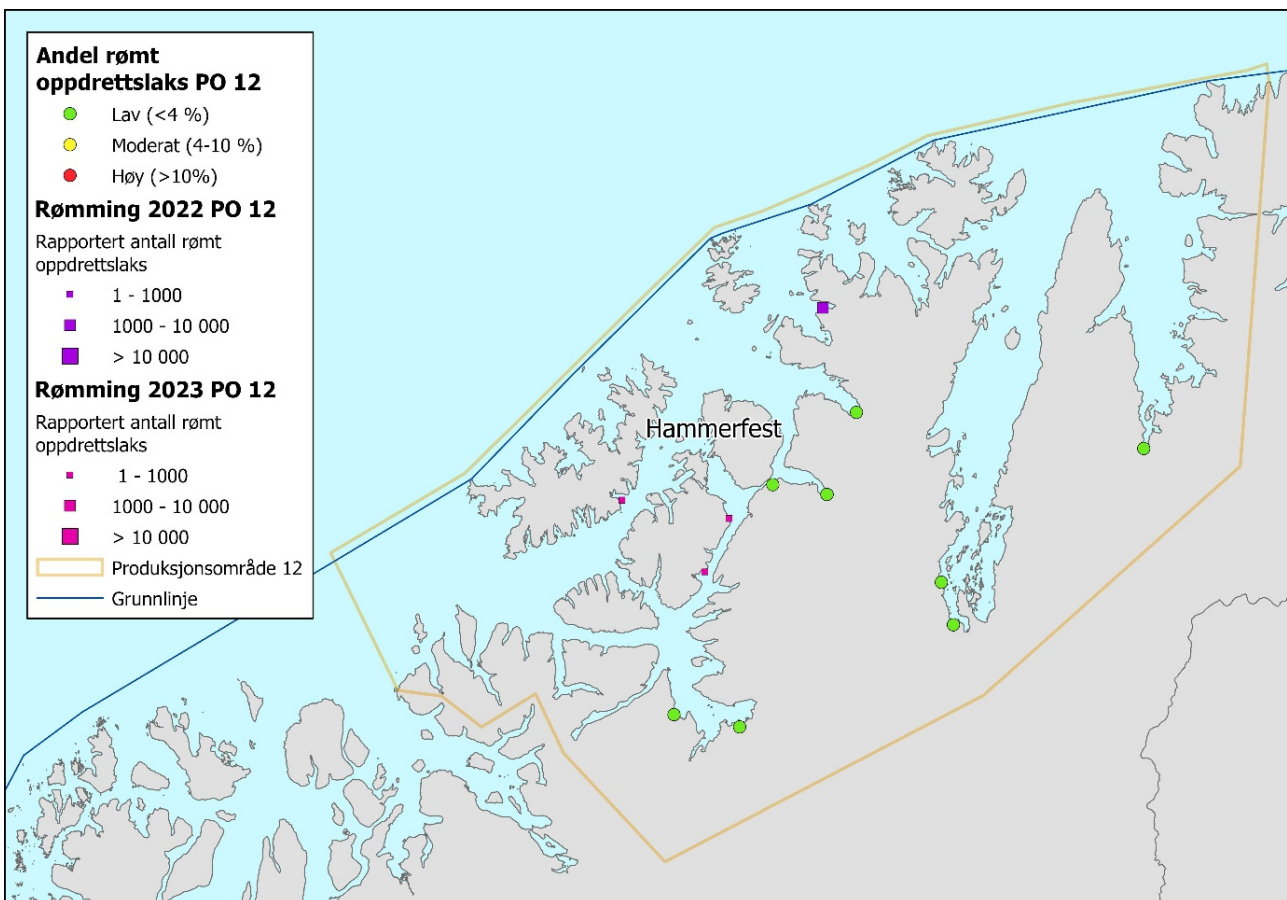 Andel rømt
oppdrettslaks PO 12
Lav (<4 %)
Moderat (4-10 %)
Høy (>10%)
Rømming 2022 PO 12
Rapportert antall rømt
oppdrettslaks
1 - 1000
1000 - 10 000
> 10 000
Rømming 2023 PO 12
Rapportert antall rømt
oppdrettslaks
1 - 1000
1000 - 10 000
> 10 000
Produksjonsområde 12
Grunnlinje
Hammerfest